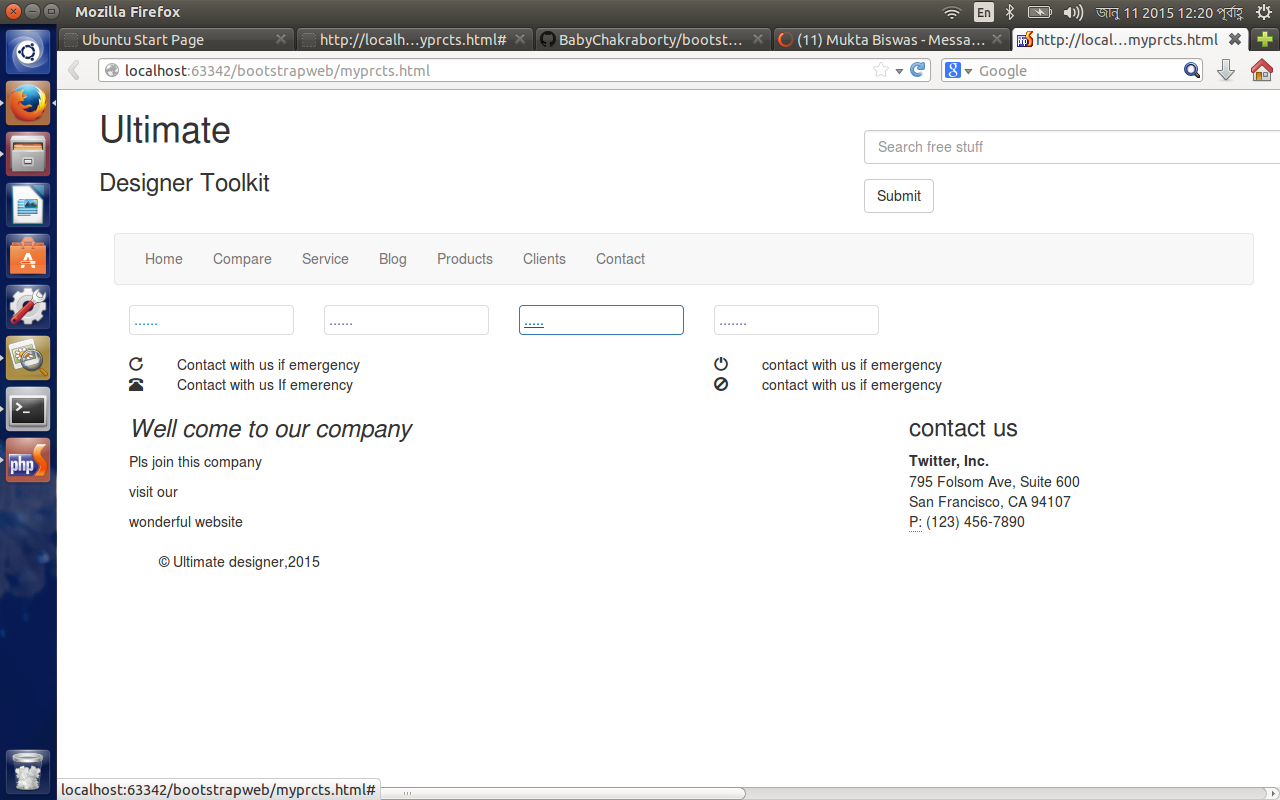 Mozilla Firefox
En
জানু 11 2015 12:20 পূর্বাহ্ণ
Ubuntu Start Page
http://localh...yprcts.html#
BabyChakraborty/bootst...
(11) Mukta Biswas - Messa...
http://local...myprcts.html
localhost:63342/bootstrapweb/myprcts.html
Google
Ultimate
Search free stuff
Designer Toolkit
Submit
Home Compare Service Blog Products Clients Contact
...... ...... ..... .......
Contact with us if emergency contact with us if emergency
Contact with us If emerency contact with us if emergency
Well come to our company
contact us
Pls join this company
Twitter, Inc.
795 Folsom Ave, Suite 600
visit our
San Francisco, CA 94107
wonderful website
P: (123) 456-7890
© Ultimate designer,2015
php
localhost:63342/bootstrapweb/myprcts.html#